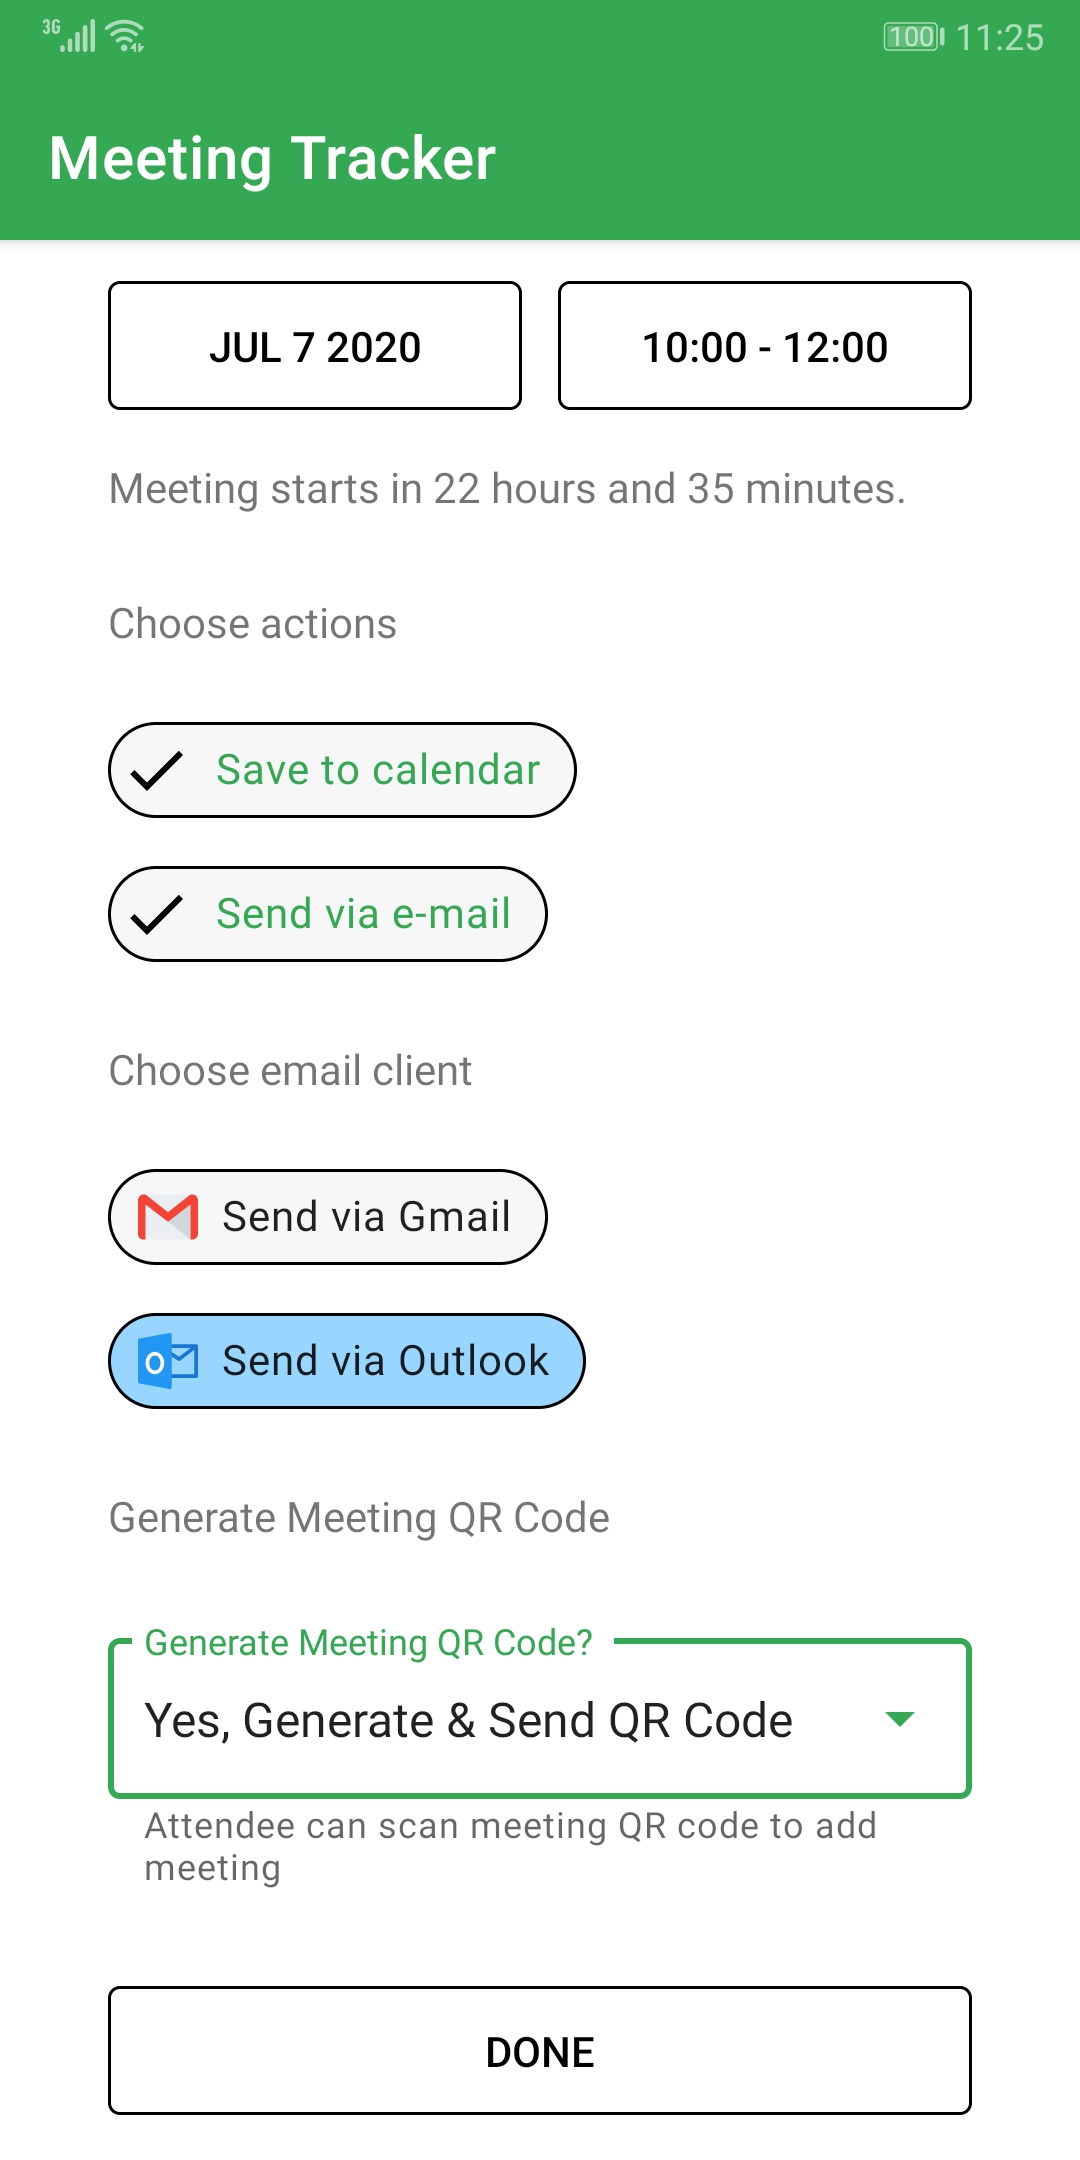 3G
100 11:25
Meeting Tracker
JUL 7 2020
10:00 - 12:00
Meeting starts in 22 hours and 35 minutes.
Choose actions
Save to calendar
Send via e-mail
Choose email client
Send via Gmail
Send via Outlook
Generate Meeting QR Code
Generate Meeting QR Code?
Yes, Generate & Send QR Code
Attendee can scan meeting QR code to add
meeting
DONE